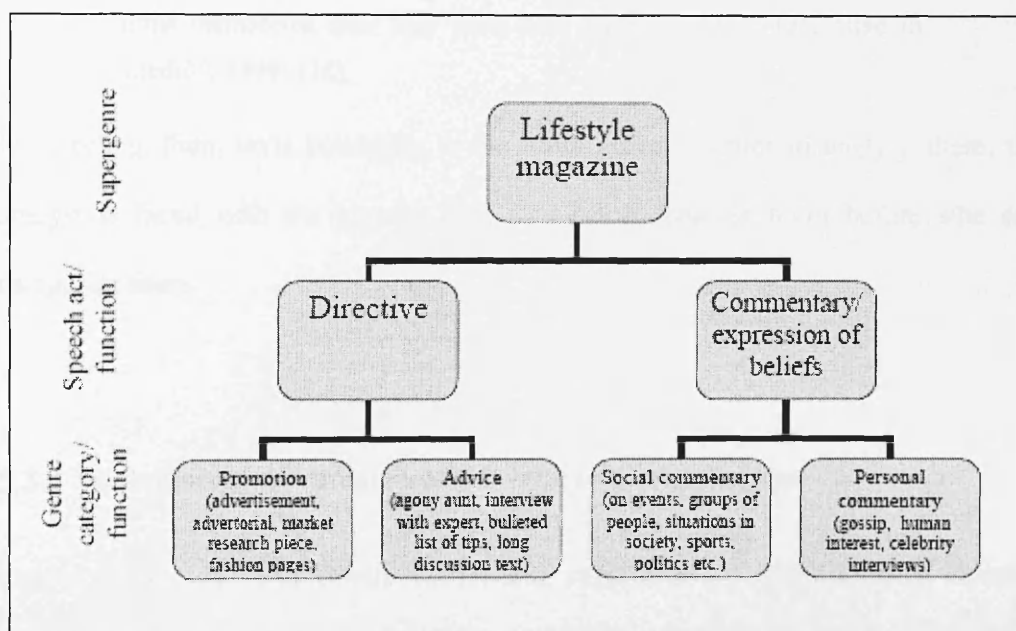 Supergenre
Lifestyle
magazine
Speech act/
function
Directive
Commentary/
expression of
beliefs
Genre
category/
function
Promotion
(advertisement,
advertorial, market
research piece,
fashion pages)
Advice
(agony aunt, interview
with expert, bulleted
list of tips, long
discussion text)
Social commentary
(on events, groups of
people, situations in
society, sports,
politics etc.)
Personal
commentary
(gossip, human
interest, celebrity
interviews)